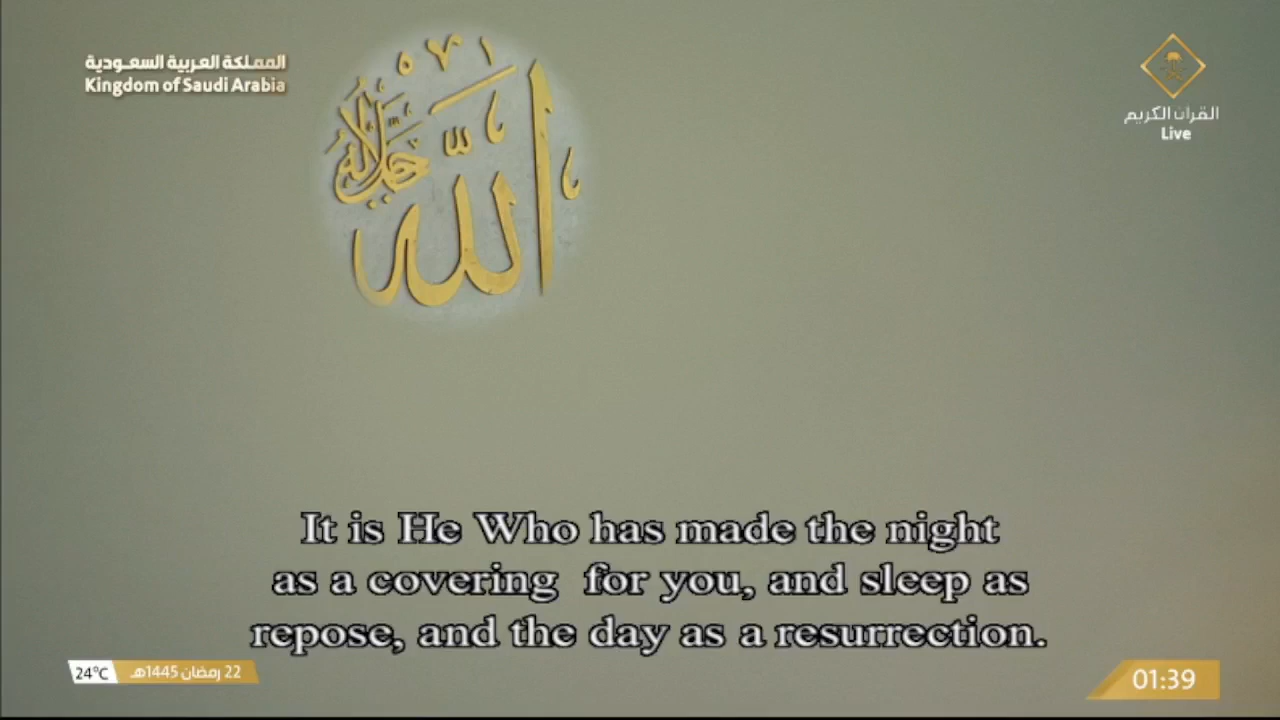 المملكة العربية السعودية
Kingdom of Saudi Arabia
القرآن الكريم
Live
الله
جل جلاله
It is He Who has made the night
as a covering for you, and sleep as
repose, and the day as a resurrection.
24°C
22 رمضان 1445هـ
01:39